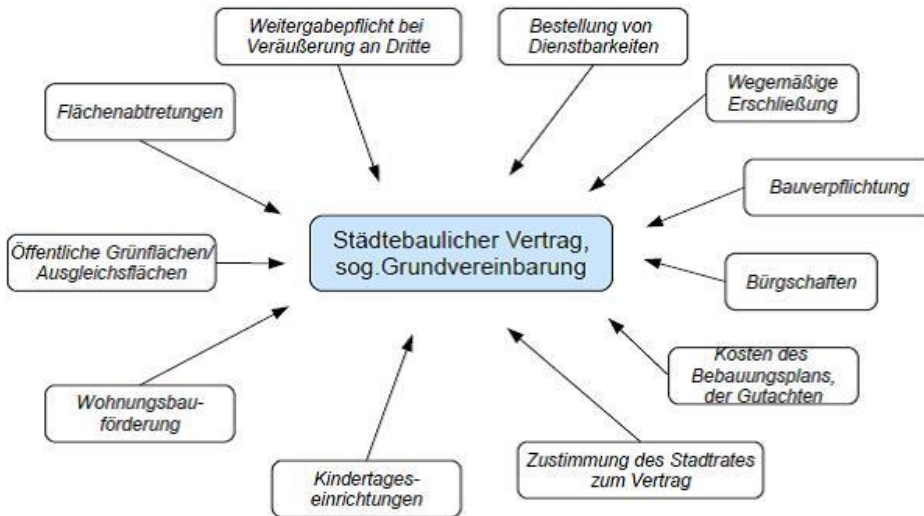 Weitergabepflicht bei
Veräußerung an Dritte
Bestellung von
Dienstbarkeiten
Wegemäßige
Erschließung
Flächenabtretungen
Bauverpflichtung
Städtebaulicher Vertrag,
sog.Grundvereinbarung
Öffentliche Grünflächen/
Ausgleichsflächen
Bürgschaften
Kosten des
Bebauungsplans,
der Gutachten
Wohnungsbau-
förderung
Zustimmung des Stadtrates
zum Vertrag
Kindertages-
einrichtungen